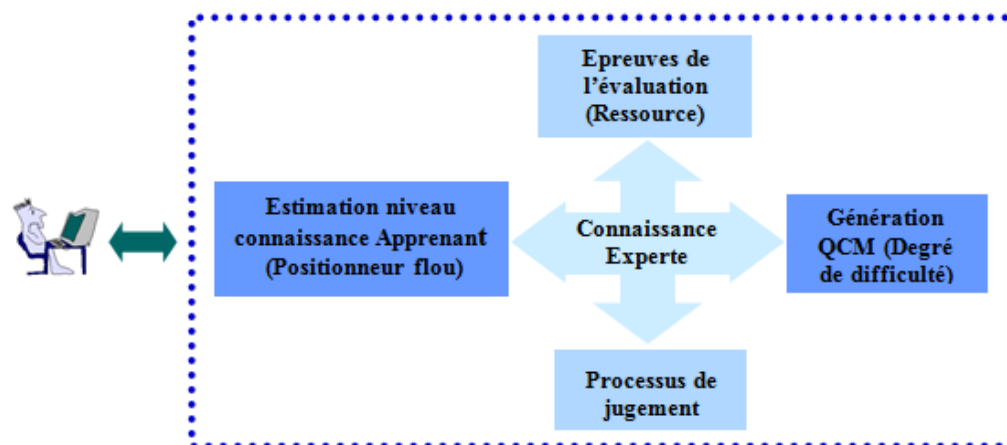 Epreuves de
l'évaluation
(Ressource)
Estimation niveau
connaissance Apprenant
(Positionneur flou)
Connaissance
Experte
Génération
QCM (Degré
de difficulté)
Processus de
jugement